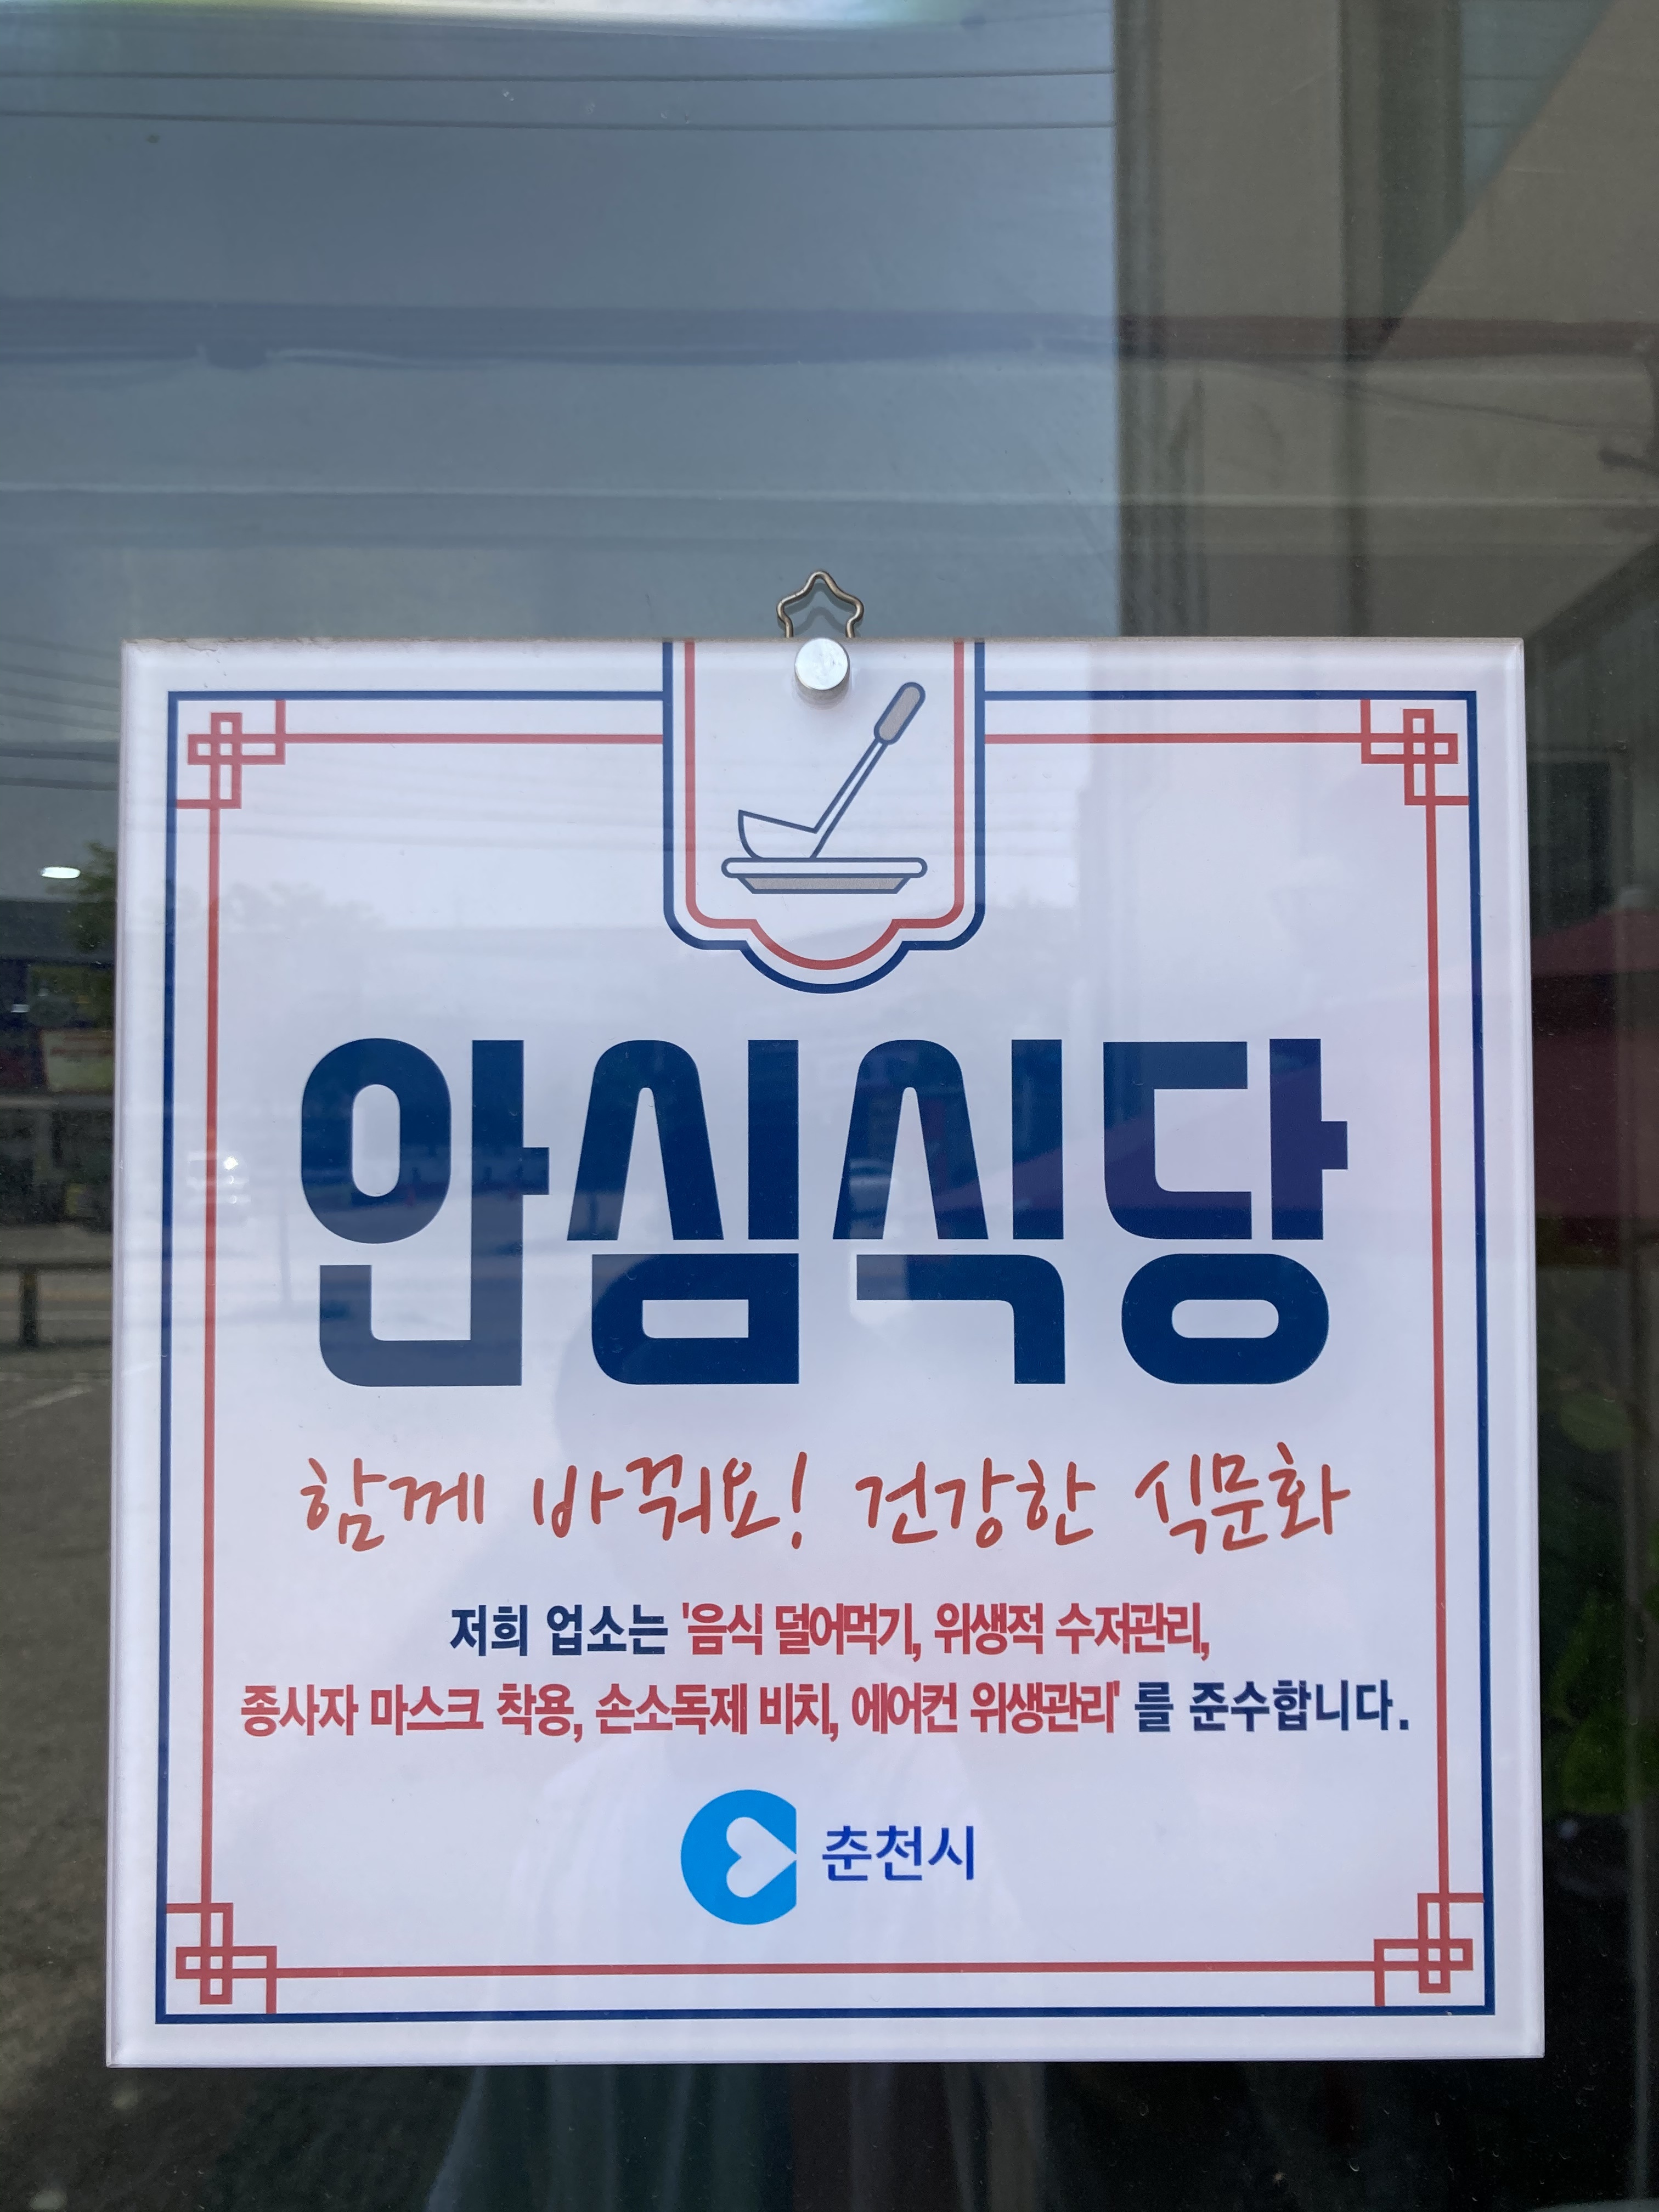 안심식당
함께 바꿔요! 건강한 식문화
저희 업소는 '음식 덜어먹기, 위생적 수저관리,
종사자 마스크 착용, 손소독제 비치, 에어컨 위생관리' 를 준수합니다.
춘천시